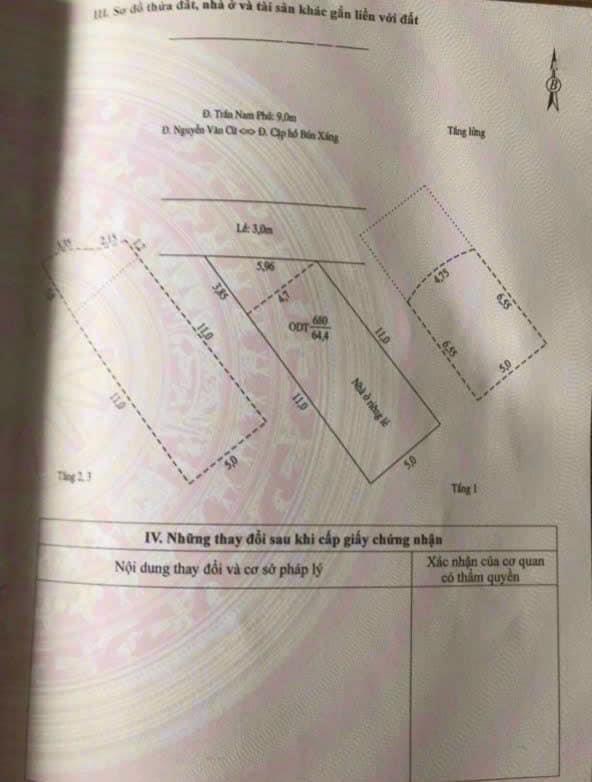 III. Sơ đồ thửa đất, nhà ở và tài sản khác gắn liền với đất
B
Đ. Trần Nam Phú: 9,0m
Đ. Nguyễn Văn Cừ <=> Đ. Cặp hồ Bún Xáng
Tầng lửng
Lề: 3,0m
2,15
1,2
5,96
3,85
4,7
4,75
6,55
ODT 680
64,4
11,0
11,0
6,55
5,0
11,0
11,0
Nhà ở riêng lẻ
5,0
5,0
Tầng 2, 3
Tầng 1
IV. Những thay đổi sau khi cấp giấy chứng nhận
Nội dung thay đổi và cơ sở pháp lý
Xác nhận của cơ quan
có thẩm quyền